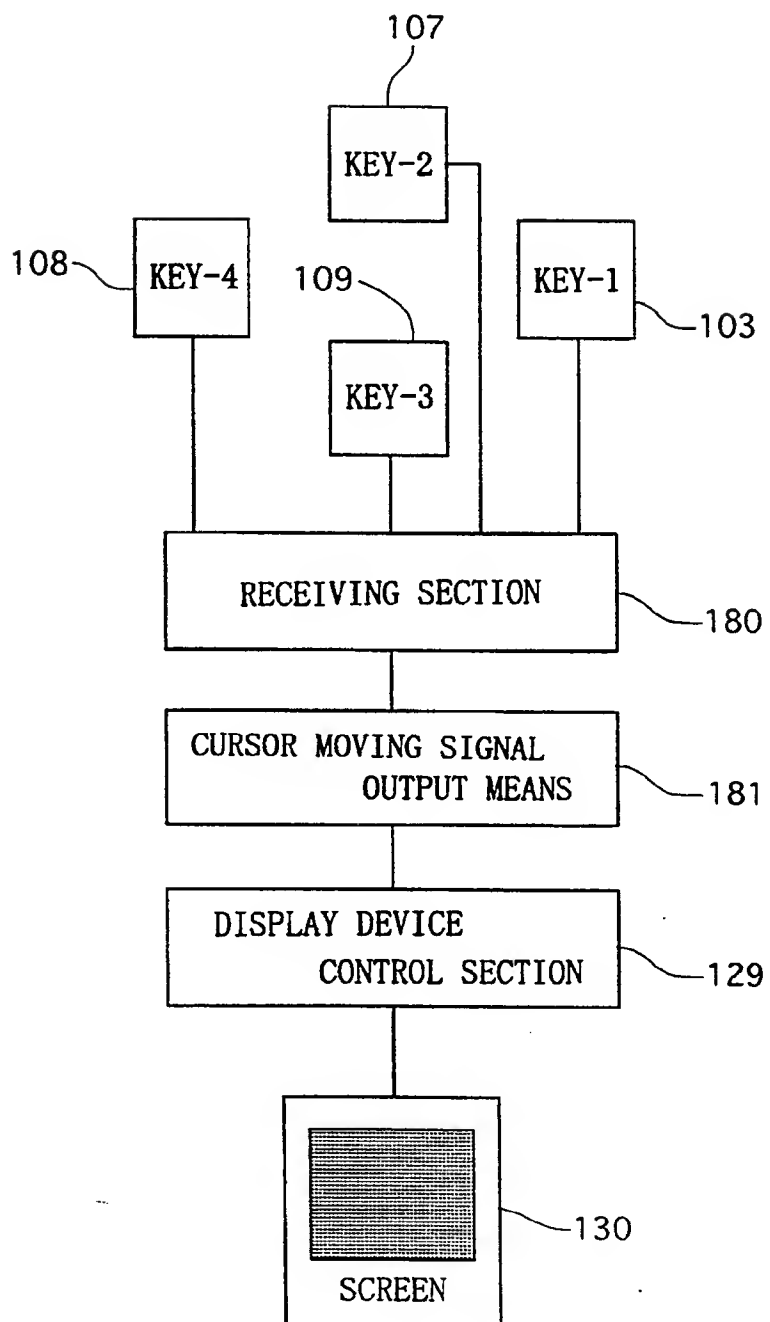 107
KEY-2
108
KEY-4
109
KEY-1
103
KEY-3
RECEIVING SECTION
180
CURSOR MOVING SIGNAL
OUTPUT MEANS
181
DISPLAY DEVICE
CONTROL SECTION
129
130
SCREEN